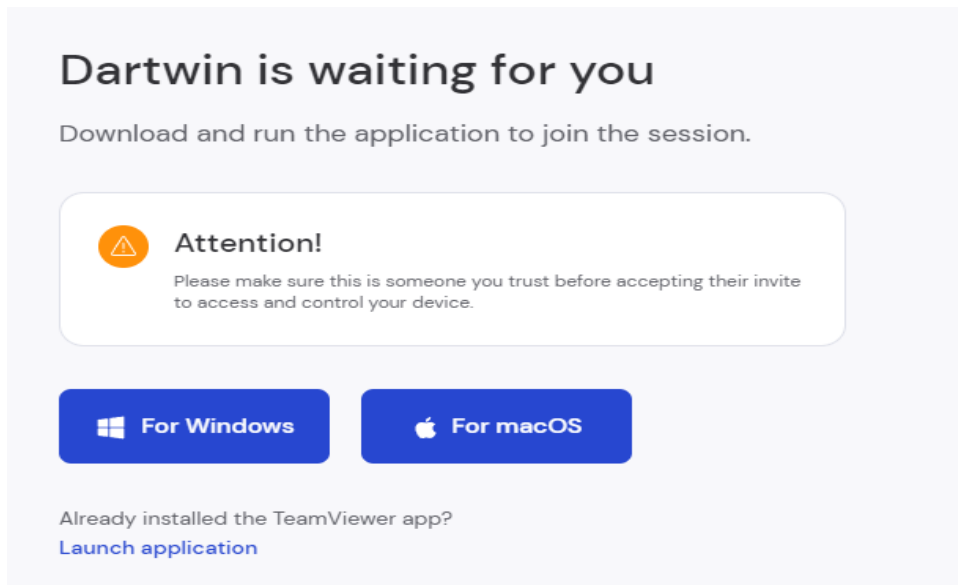 Dartwin is waiting for you
Download and run the application to join the session.
Attention!
Please make sure this is someone you trust before accepting their invite
to access and control your device.
For Windows
For macOS
Already installed the TeamViewer app?
Launch application